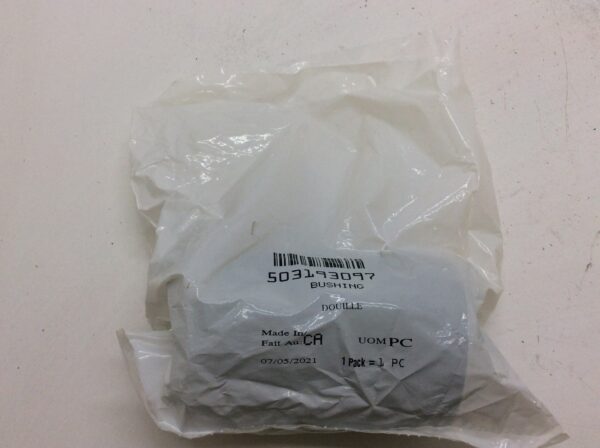 503193097
BUSHING
DOUILLE
Made In/
Fait Au CA
UOM PC
07/05/2021
1 Pack = 1 PC